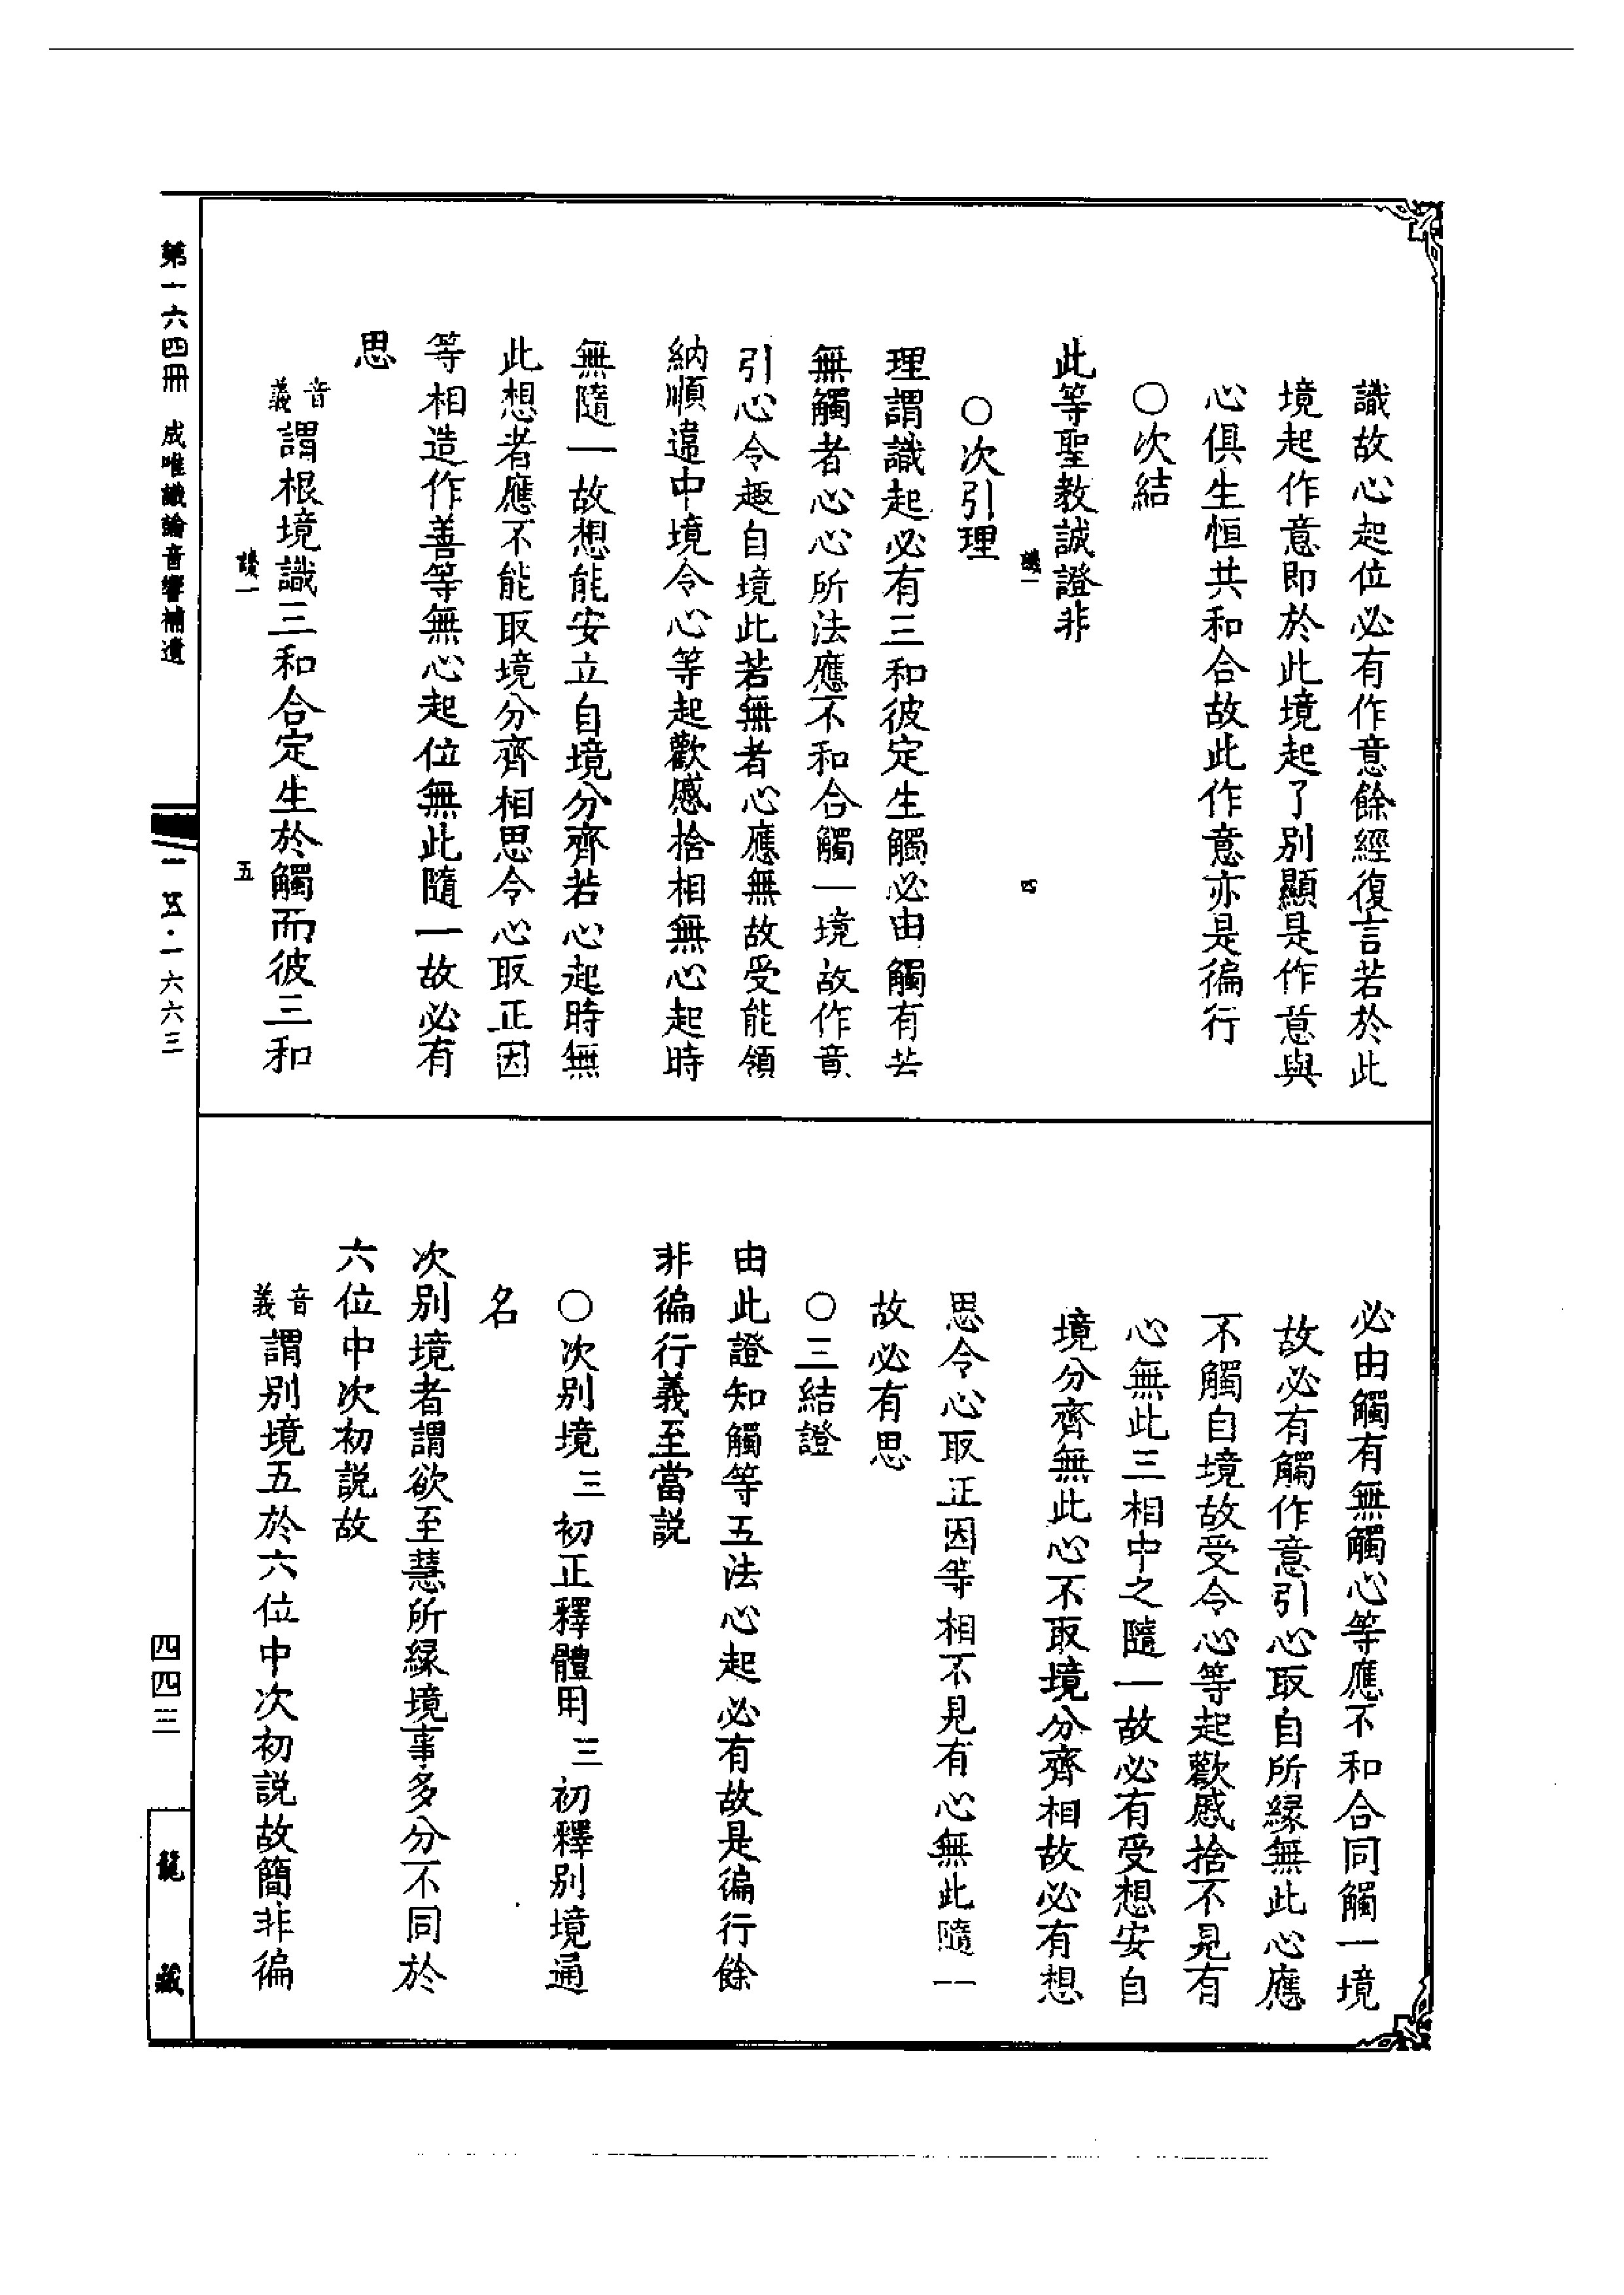 識故心起位必有作意餘經復言若於此
境起作意即於此境起了別顯是作意與
心俱生恒共和合故此作意亦是徧行
○次結
此等聖教誠證非一
四
○次引理
理謂識起必有三和彼定生觸必由觸有若
無觸者心心所法應不和合觸一境故作意
引心令趣自境此若無者心應無故受能領
納順違中境令心等起歡慼捨相無心起時
無隨一故想能安立自境分齊若心起時無
此想者應不能取境分齊相思令心取正因
等相造作善等無心起位無此隨一故必有
思
音義謂根境識三和合定生於觸而彼三和
五
必由觸有無觸心等應不和合同觸一境
故必有觸作意引心取自所緣無此心應
不觸自境故受令心等起歡慼捨不見有
心無此三相中之隨一故必有受想安自
境分齊無此心不取境分齊相故必有想
思令心取正因等相不見有心無此隨一
故必有思
○三結證
由此證知觸等五法心起必有故是徧行餘
非徧行義至當說
○次別境三初正釋體用三初釋別境通
名
次別境者謂欲至慧所緣境事多分不同於
六位中次初說故
音義謂別境五於六位中次初說故簡非徧
第一六四冊 成唯識論音響補遺
一六五·一六六三
四四三
龍藏